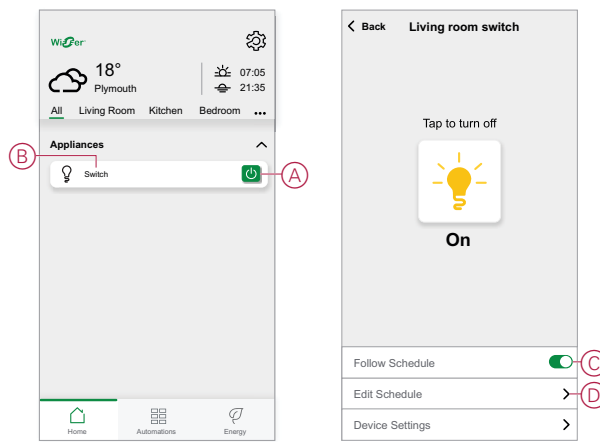 Wiser
18°
Plymouth
07:05
21:35
All Living Room Kitchen Bedroom •••
Appliances
B
Switch
A
Home Automations Energy
Back Living room switch
Tap to turn off
On
Follow Schedule
C
Edit Schedule
D
Device Settings